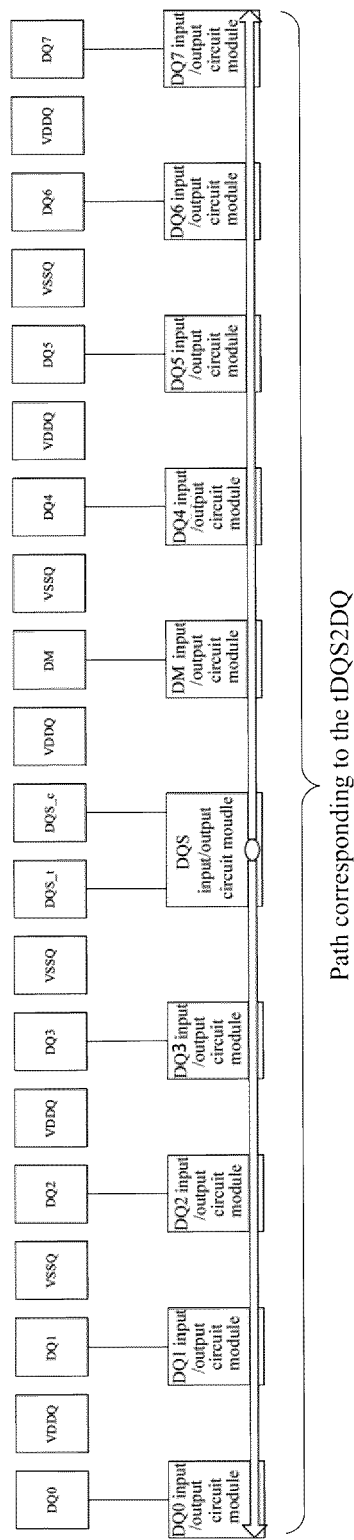 DQ0
VDDQ
DQ1
VSSQ
DQ2
VDDQ
DQ3
VSSQ
DQS_t
DQS_c
VDDQ
DM
VSSQ
DQ4
VDDQ
DQ5
VSSQ
DQ6
VDDQ
DQ7
DQ0 input
/output
circuit
module
DQ1 input
/output
circuit
module
DQ2 input
/output
circuit
module
DQ3 input
/output
circuit
module
DQS
input/output
circuit moudle
DM input
/output
circuit
module
DQ4 input
/output
circuit
module
DQ5 input
/output
circuit
module
DQ6 input
/output
circuit
module
DQ7 input
/output
circuit
module
Path corresponding to the tDQS2DQ